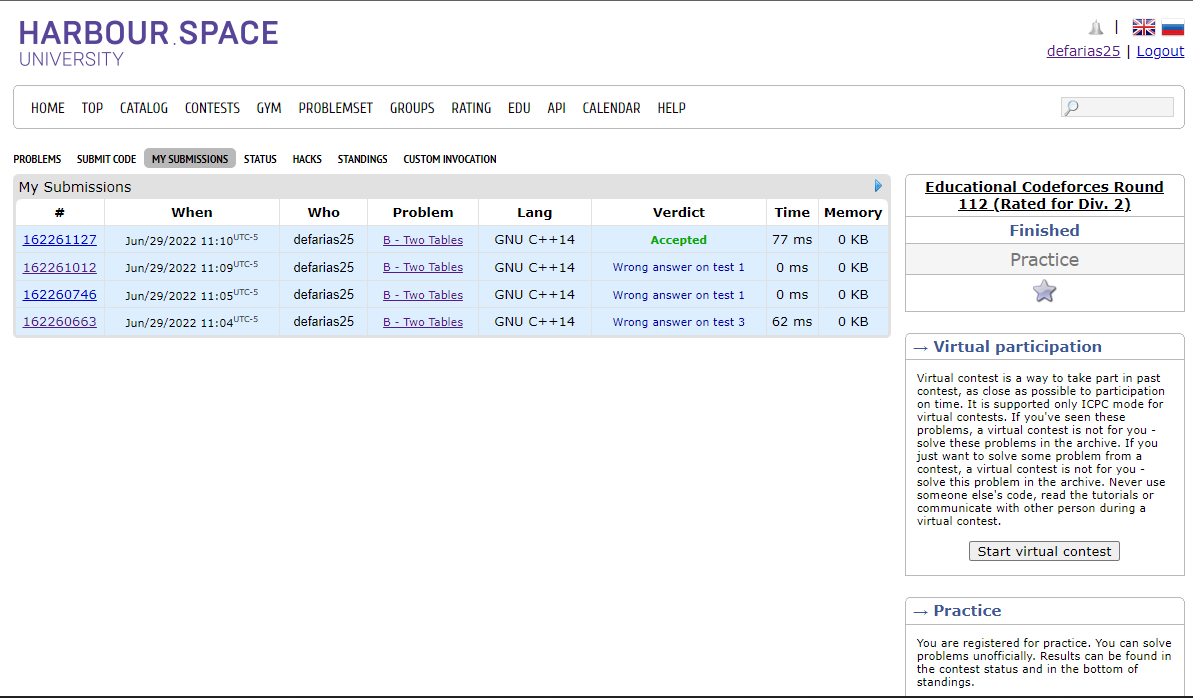 HARBOUR.SPACE
UNIVERSITY
|
defarias25 | Logout
HOME TOP CATALOG CONTESTS GYM PROBLEMSET GROUPS RATING EDU API CALENDAR HELP
PROBLEMS SUBMIT CODE MY SUBMISSIONS STATUS HACKS STANDINGS CUSTOM INVOCATION
My Submissions
# When Who Problem Lang Verdict Time Memory
162261127 Jun/29/2022 11:10UTC-5 defarias25 B - Two Tables GNU C++14 Accepted 77 ms 0 KB
162261012 Jun/29/2022 11:09UTC-5 defarias25 B - Two Tables GNU C++14 Wrong answer on test 1 0 ms 0 KB
162260746 Jun/29/2022 11:05UTC-5 defarias25 B - Two Tables GNU C++14 Wrong answer on test 1 0 ms 0 KB
162260663 Jun/29/2022 11:04UTC-5 defarias25 B - Two Tables GNU C++14 Wrong answer on test 3 62 ms 0 KB
Educational Codeforces Round
112 (Rated for Div. 2)
Finished
Practice
→ Virtual participation
Virtual contest is a way to take part in past
contest, as close as possible to participation
on time. It is supported only ICPC mode for
virtual contests. If you've seen these
problems, a virtual contest is not for you -
solve these problems in the archive. If you
just want to solve some problem from a
contest, a virtual contest is not for you -
solve this problem in the archive. Never use
someone else's code, read the tutorials or
communicate with other person during a
virtual contest.
Start virtual contest
→ Practice
You are registered for practice. You can solve
problems unofficially. Results can be found in
the contest status and in the bottom of
standings.